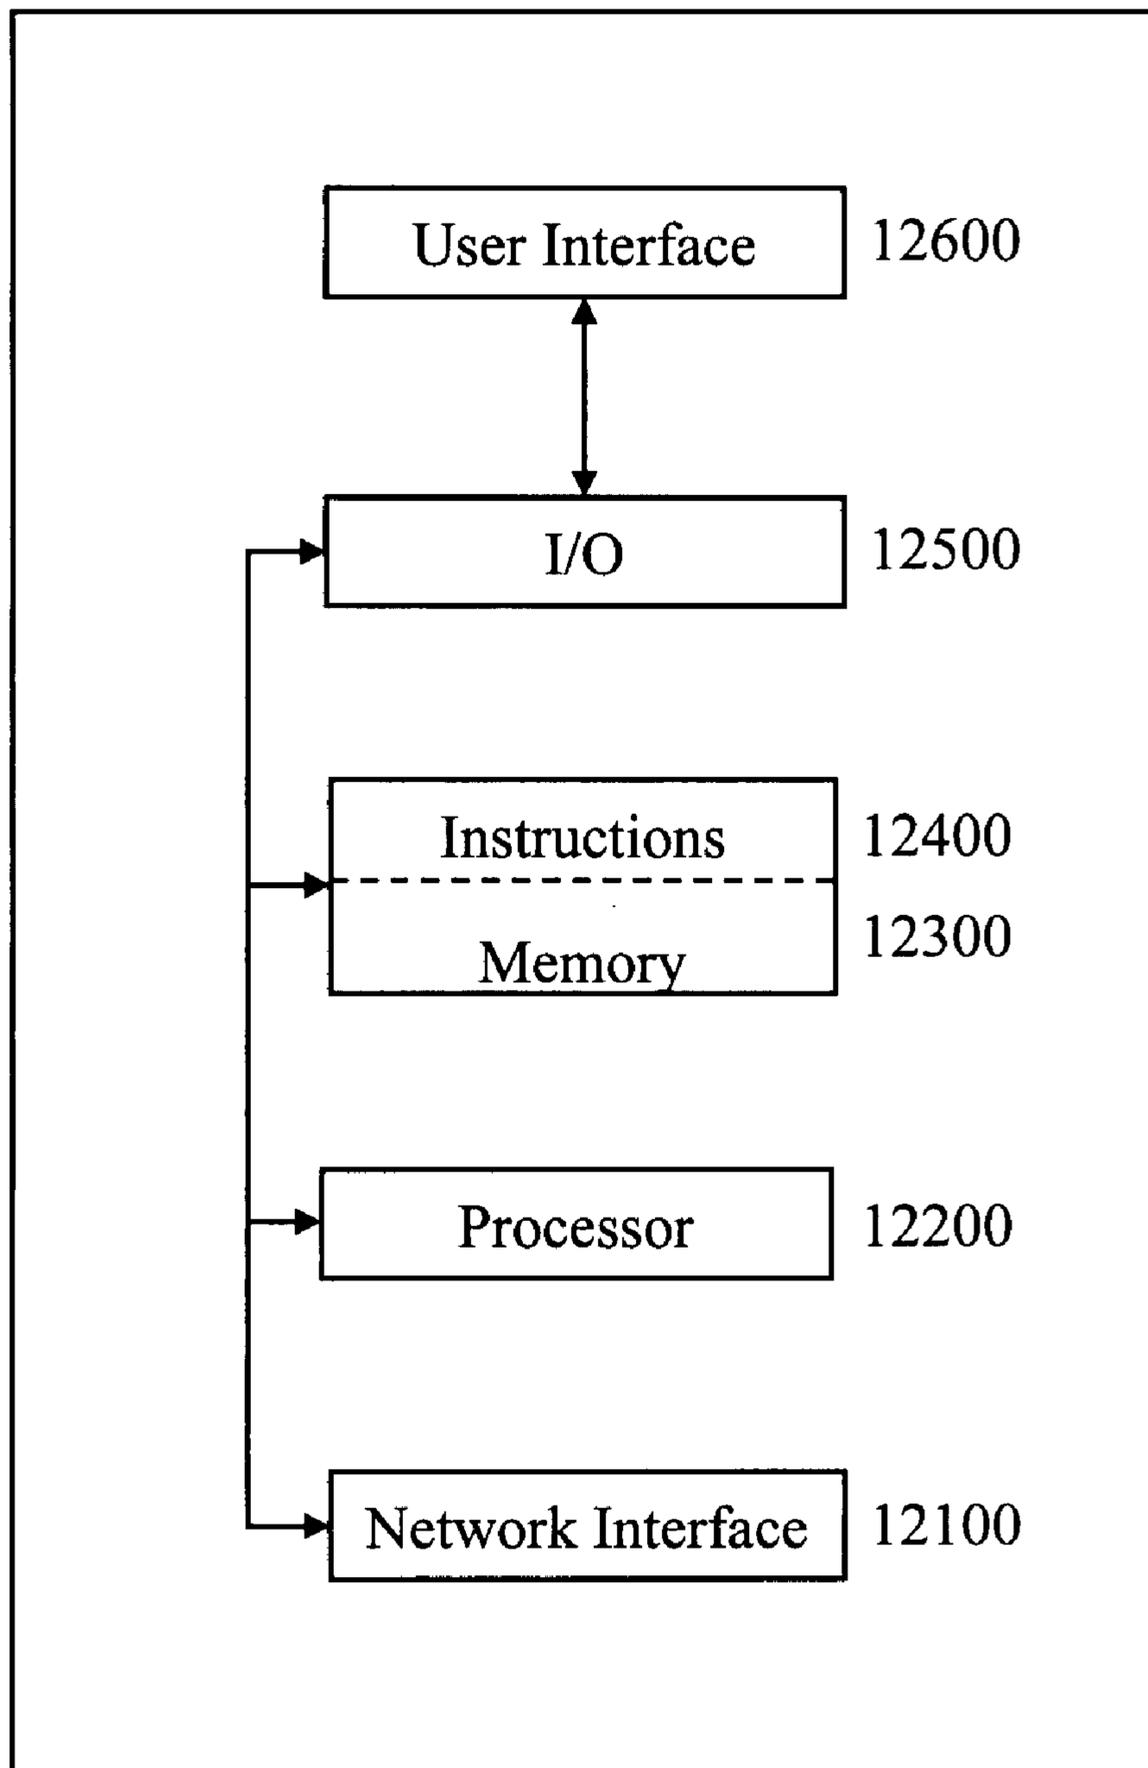 User Interface 12600
I/O 12500
Instructions 12400
Memory 12300
Processor 12200
Network Interface 12100